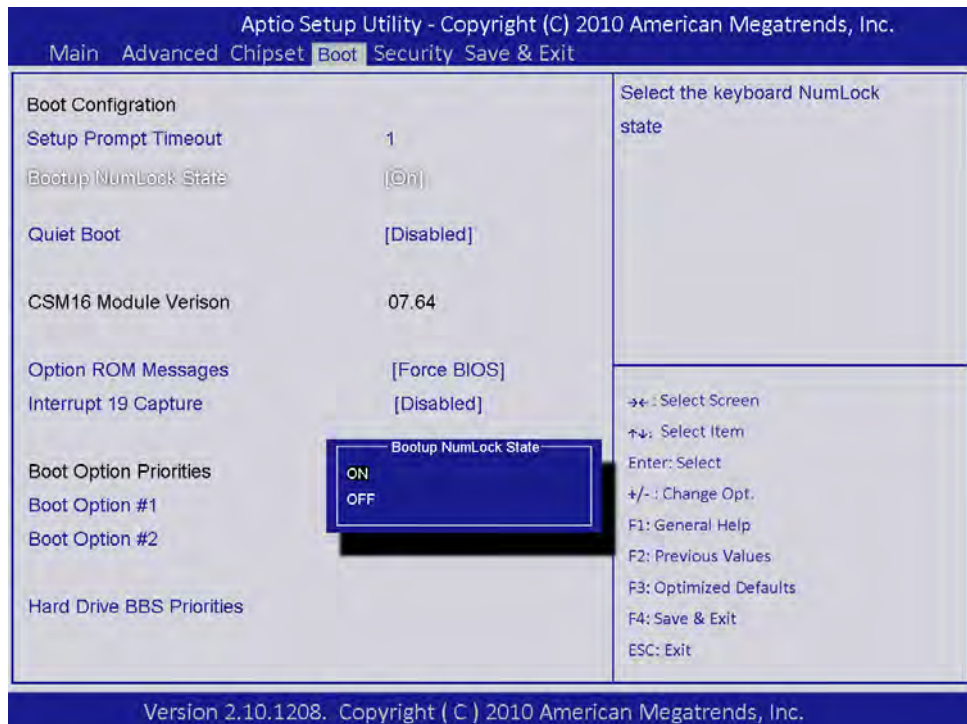 Aptio Setup Utility - Copyright (C) 2010 American Megatrends, Inc.
Main Advanced Chipset Boot Security Save & Exit
Boot Configration
Setup Prompt Timeout 1
Bootup NumLock State [On]
Quiet Boot [Disabled]
CSM16 Module Verison 07.64
Option ROM Messages [Force BIOS]
Interrupt 19 Capture [Disabled]
Boot Option Priorities
Boot Option #1
Boot Option #2
Hard Drive BBS Priorities
Bootup NumLock State
ON
OFF
Select the keyboard NumLock
state
→←: Select Screen
↑↓: Select Item
Enter: Select
+/- : Change Opt.
F1: General Help
F2: Previous Values
F3: Optimized Defaults
F4: Save & Exit
ESC: Exit
Version 2.10.1208. Copyright ( C ) 2010 American Megatrends, Inc.